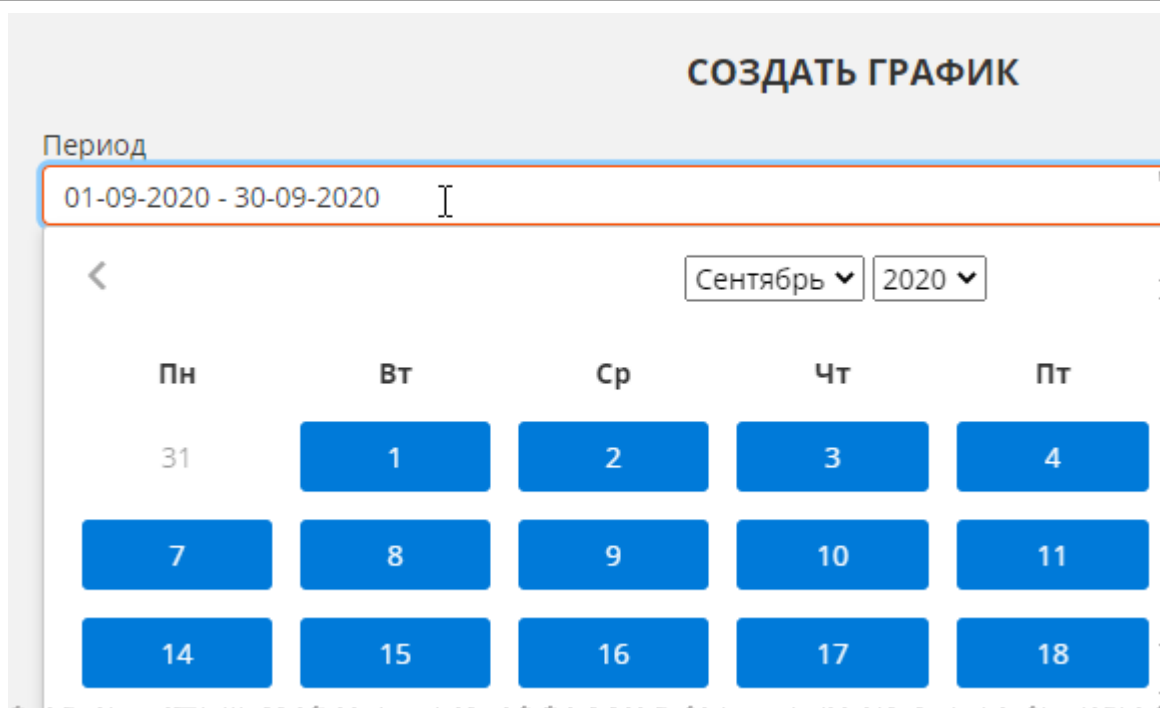 СОЗДАТЬ ГРАФИК
Период
01-09-2020 - 30-09-2020
Сентябрь 2020
Пн Вт Ср Чт Пт
31 1 2 3 4
7 8 9 10 11
14 15 16 17 18